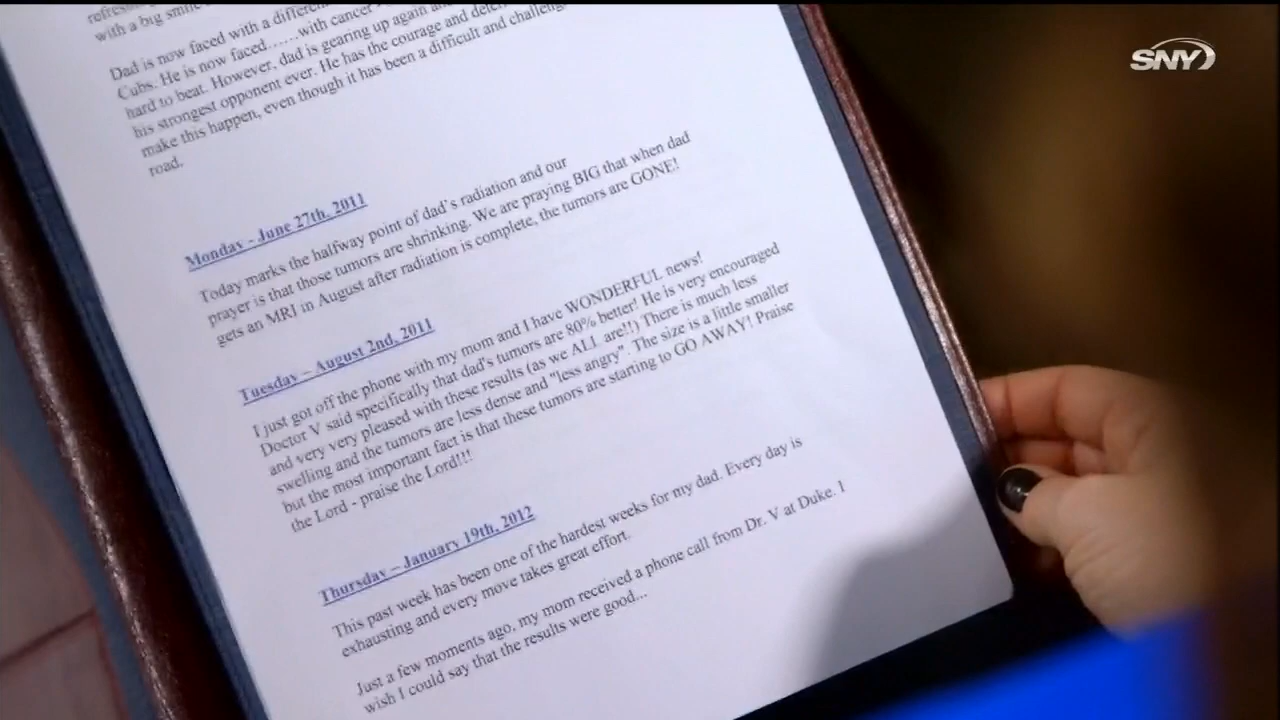 SNY
with a big smile
Dad is now faced with a different
Cubs. He is now faced......with cancer
hard to beat. However, dad is gearing up again
his strongest opponent ever. He has the courage and
make this happen, even though it has been a difficult and
road.
Monday - June 27th, 2011
Today marks the halfway point of dad's radiation and our
prayer is that those tumors are shrinking. We are praying BIG that when dad
gets an MRI in August after radiation is complete, the tumors are GONE!
Tuesday – August 2nd, 2011
I just got off the phone with my mom and I have WONDERFUL news!
Doctor V said specifically that dad's tumors are 80% better! He is very encouraged
and very very pleased with these results (as we ALL are!!) There is much less
swelling and the tumors are less dense and "less angry". The size is a little smaller
but the most important fact is that these tumors are starting to GO AWAY! Praise
the Lord - praise the Lord!!!
Thursday – January 19th, 2012
This past week has been one of the hardest weeks for my dad. Every day is
exhausting and every move takes great effort.
Just a few moments ago, my mom received a phone call from Dr. V at Duke. I
wish I could say that the results were good...